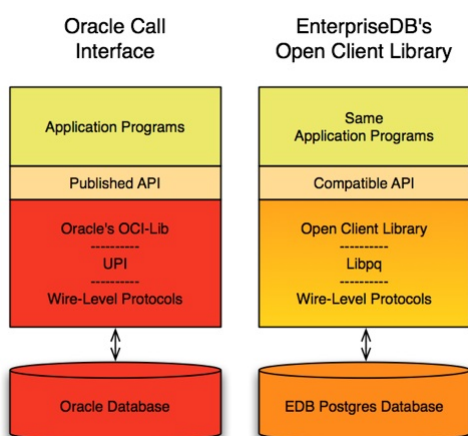 Oracle Call
Interface
Application Programs
Published API
Oracle's OCI-Lib
----------
UPI
----------
Wire-Level Protocols
Oracle Database
EnterpriseDB's
Open Client Library
Same
Application Programs
Compatible API
Open Client Library
----------
Libpq
----------
Wire-Level Protocols
EDB Postgres Database